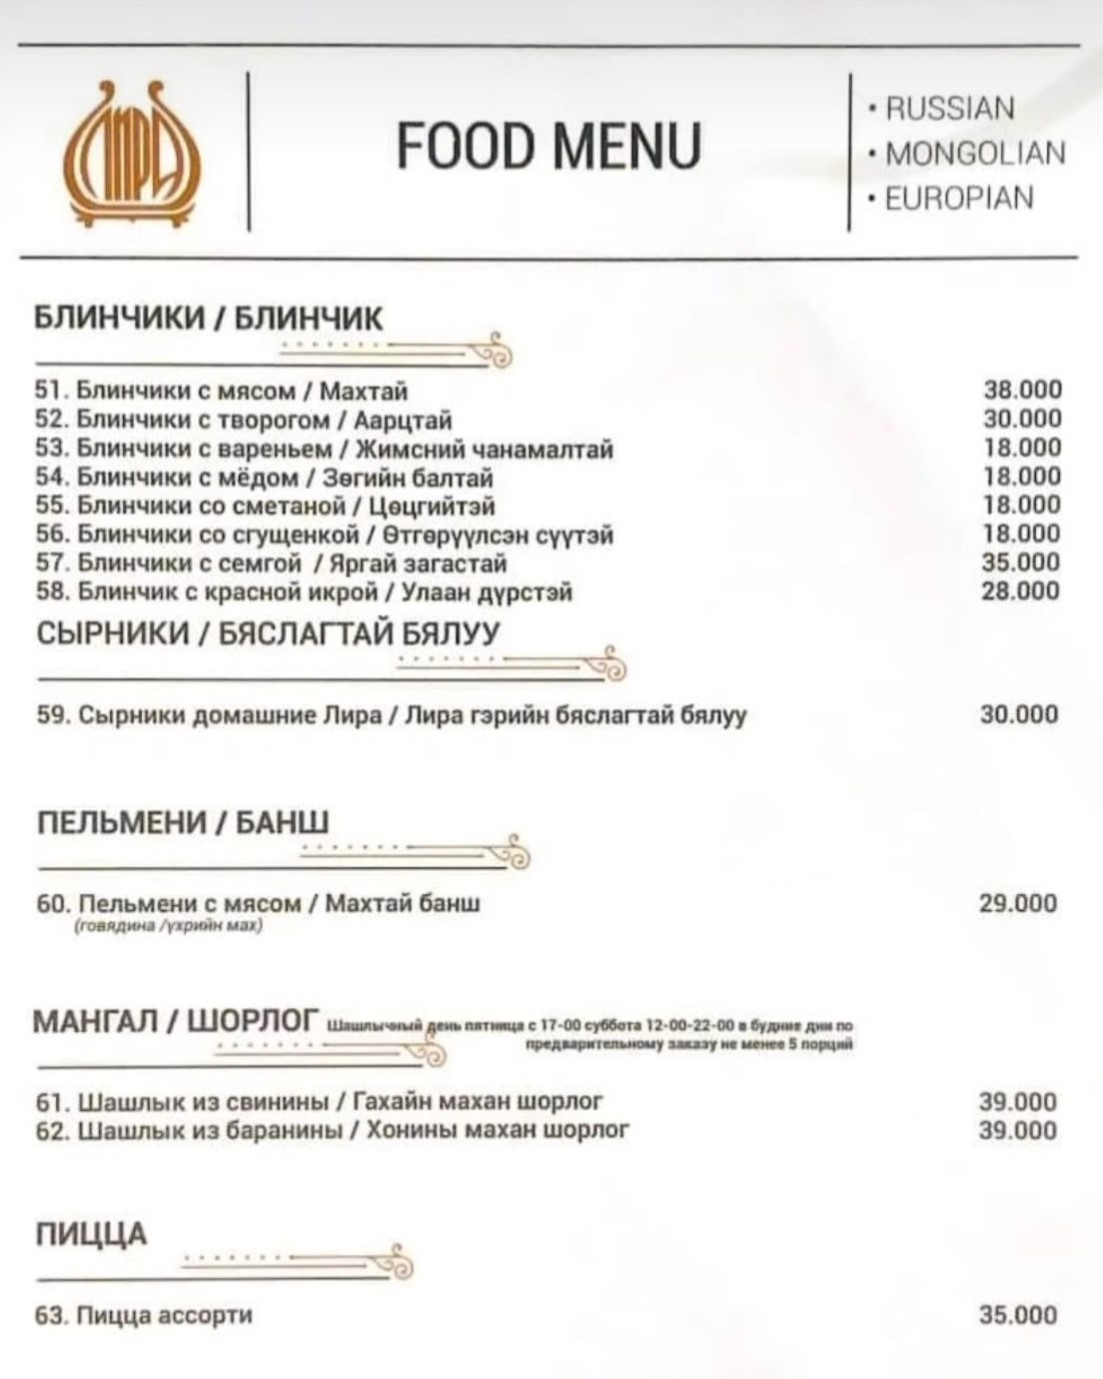 ЛИРА
FOOD MENU
• RUSSIAN
• MONGOLIAN
• EUROPIAN
БЛИНЧИКИ / БЛИНЧИК
51. Блинчики с мясом / Махтай 38.000
52. Блинчики с творогом / Аарцтай 30.000
53. Блинчики с вареньем / Жимсний чанамалтай 18.000
54. Блинчики с мёдом / Зөгийн балтай 18.000
55. Блинчики со сметаной / Цөцгийтэй 18.000
56. Блинчики со сгущенкой / Өтгөрүүлсэн сүүтэй 18.000
57. Блинчики с семгой / Яргай загастай 35.000
58. Блинчик с красной икрой / Улаан дүрстэй 28.000
СЫРНИКИ / БЯСЛАГТАЙ БЯЛУУ
59. Сырники домашние Лира / Лира гэрийн бяслагтай бялуу 30.000
ПЕЛЬМЕНИ / БАНШ
60. Пельмени с мясом / Махтай банш 29.000
(говядина /үхрийн мах)
МАНГАЛ / ШОРЛОГ Шашлычный день пятница с 17-00 суббота 12-00-22-00 в будние дни по
предварительному заказу не менее 5 порций
61. Шашлык из свинины / Гахайн махан шорлог 39.000
62. Шашлык из баранины / Хонины махан шорлог 39.000
ПИЦЦА
63. Пицца ассорти 35.000